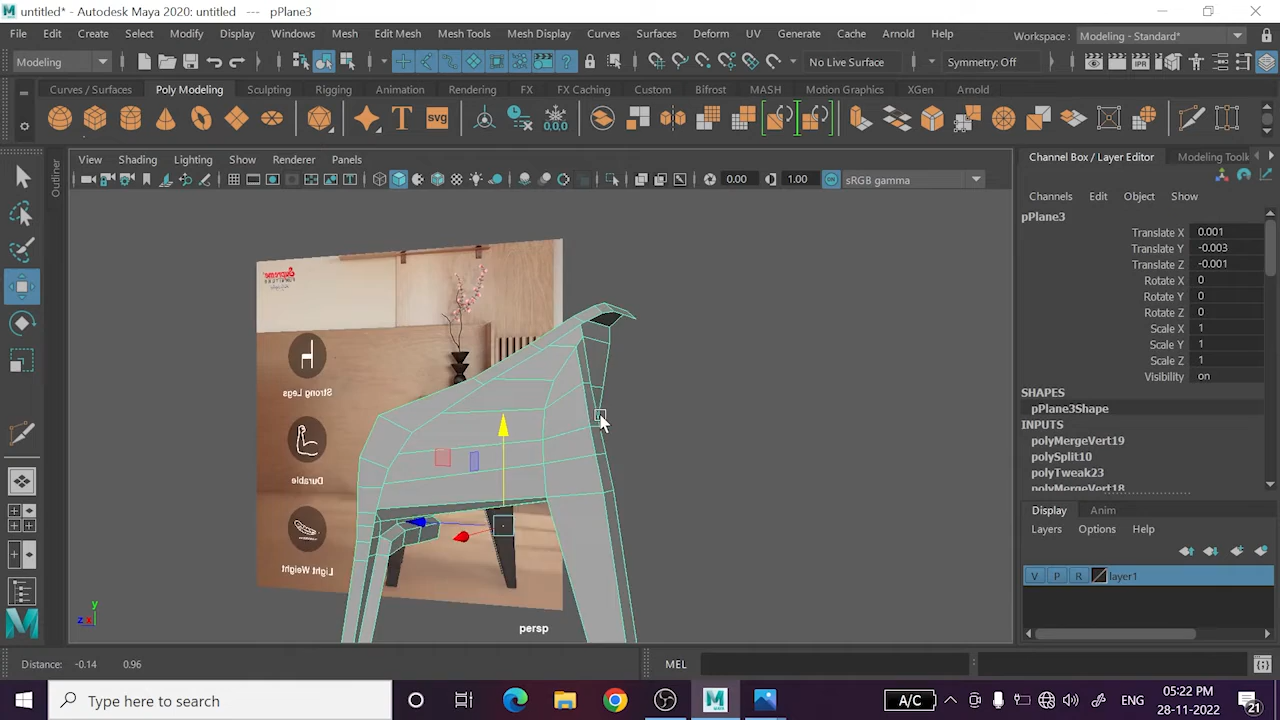 untitled* - Autodesk Maya 2020: untitled --- pPlane3
File Edit Create Select Modify Display Windows Mesh Edit Mesh Mesh Tools Mesh Display Curves Surfaces Deform UV Generate Cache Arnold Help Workspace : Modeling - Standard*
Modeling No Live Surface Symmetry: Off
Curves / Surfaces Poly Modeling Sculpting Rigging Animation Rendering FX FX Caching Custom Bifrost MASH Motion Graphics XGen Arnold
T svg 0,0,0
View Shading Lighting Show Renderer Panels
0.00 1.00 sRGB gamma
Outliner
Channel Box / Layer Editor Modeling Toolk
Channels Edit Object Show
pPlane3
Translate X 0.001
Translate Y -0.003
Translate Z -0.001
Rotate X 0
Rotate Y 0
Rotate Z 0
Scale X 1
Scale Y 1
Scale Z 1
Visibility on
SHAPES
pPlane3Shape
INPUTS
polyMergeVert19
polySplit10
polyTweak23
polyMergeVert18
Supreme
Strong Legs
Durable
Light Weight
persp
y
z x
Display Anim
Layers Options Help
V P R layer1
Distance: -0.14 0.96
MEL
Type here to search
A/C
ENG
05:22 PM
28-11-2022
21